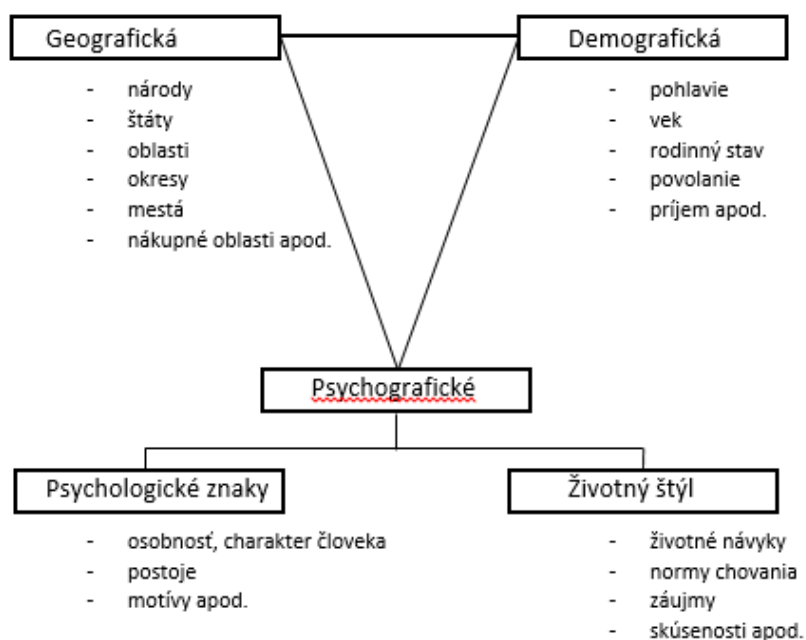 Geografická
- národy
- štáty
- oblasti
- okresy
- mestá
- nákupné oblasti apod.
Demografická
- pohlavie
- vek
- rodinný stav
- povolanie
- príjem apod.
Psychografické
Psychologické znaky
- osobnosť, charakter človeka
- postoje
- motívy apod.
Životný štýl
- životné návyky
- normy chovania
- záujmy
- skúsenosti apod.